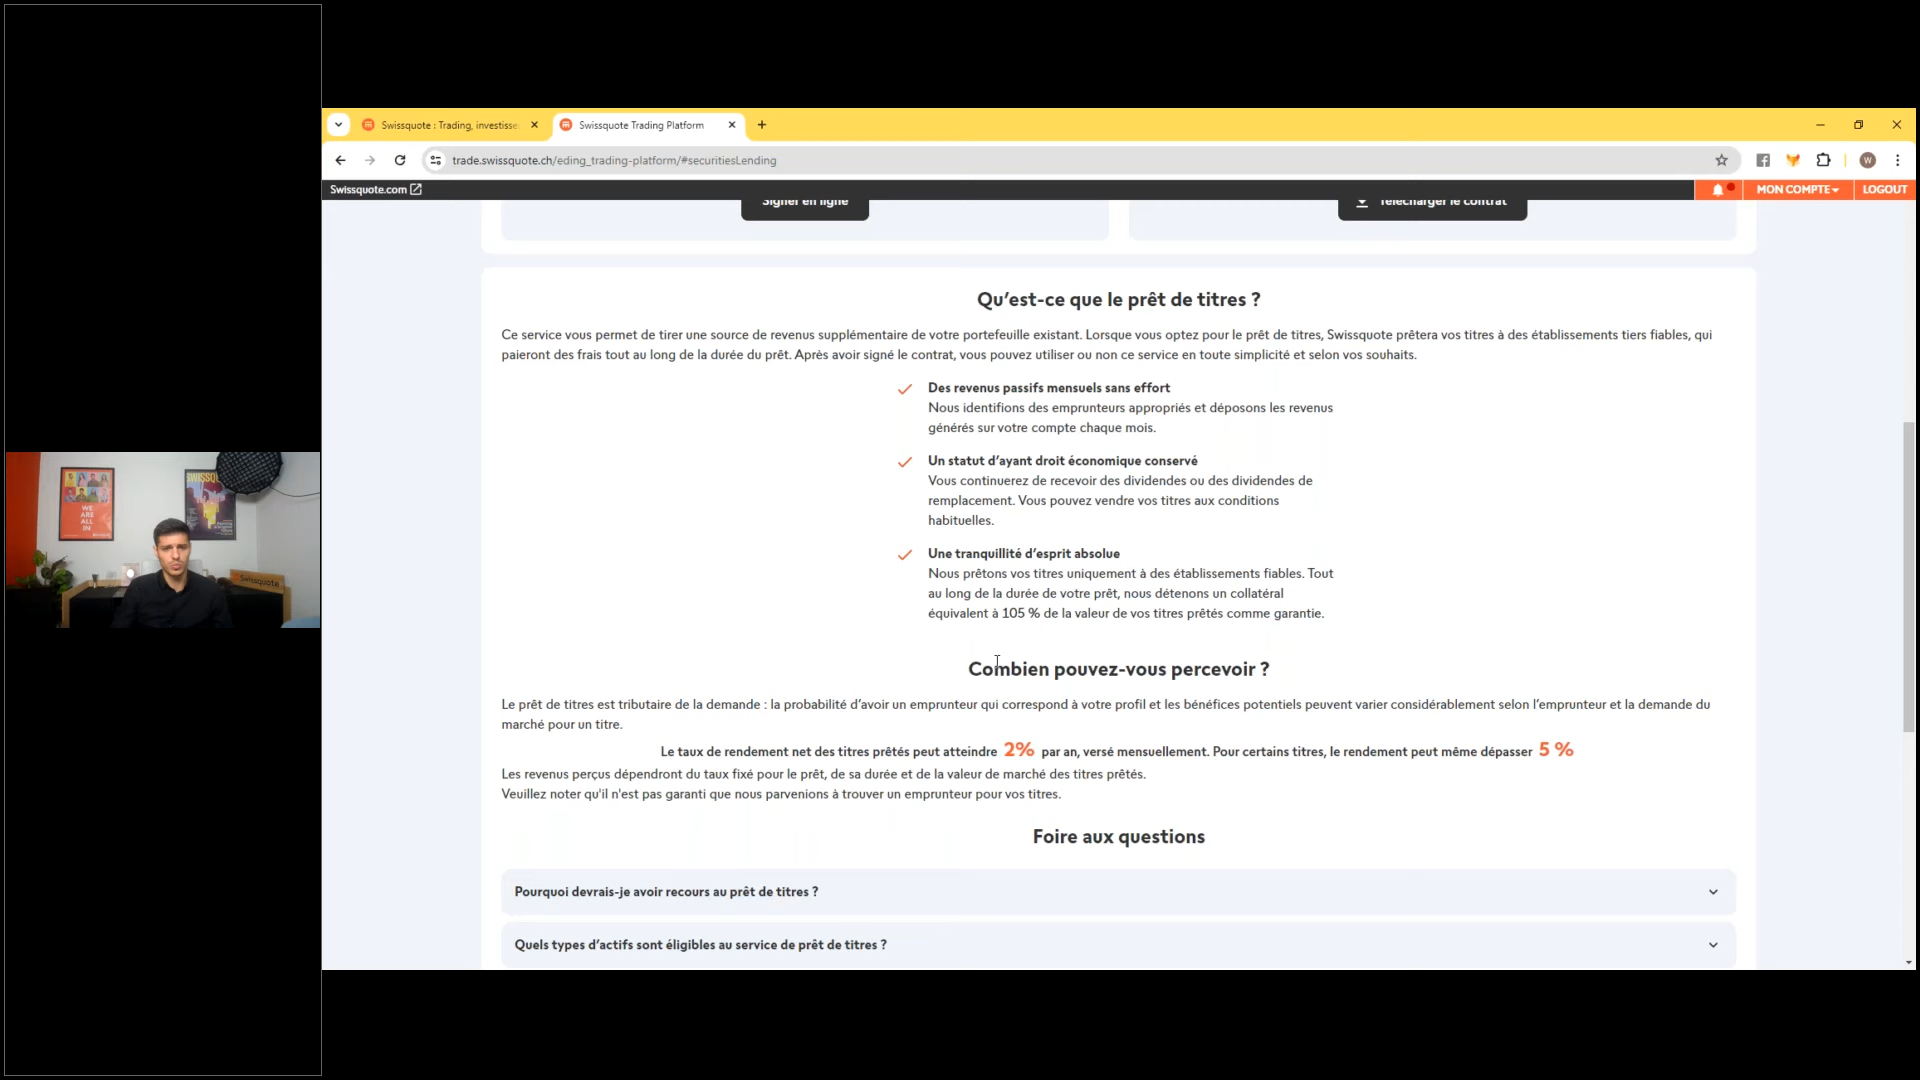 WE
ARE
ALL
IN
SWISSQU
Swissquote
Swissquote : Trading, investisse
Swissquote Trading Platform
trade.swissquote.ch/eding_trading-platform/#securitiesLending
W
Swissquote.com
MON COMPTE
LOGOUT
Signer en ligne
Télécharger le contrat
Qu’est-ce que le prêt de titres ?
Ce service vous permet de tirer une source de revenus supplémentaire de votre portefeuille existant. Lorsque vous optez pour le prêt de titres, Swissquote prêtera vos titres à des établissements tiers fiables, qui
paieront des frais tout au long de la durée du prêt. Après avoir signé le contrat, vous pouvez utiliser ou non ce service en toute simplicité et selon vos souhaits.
Des revenus passifs mensuels sans effort
Nous identifions des emprunteurs appropriés et déposons les revenus
générés sur votre compte chaque mois.
Un statut d’ayant droit économique conservé
Vous continuerez de recevoir des dividendes ou des dividendes de
remplacement. Vous pouvez vendre vos titres aux conditions
habituelles.
Une tranquillité d’esprit absolue
Nous prêtons vos titres uniquement à des établissements fiables. Tout
au long de la durée de votre prêt, nous détenons un collatéral
équivalent à 105 % de la valeur de vos titres prêtés comme garantie.
Combien pouvez-vous percevoir ?
Le prêt de titres est tributaire de la demande : la probabilité d’avoir un emprunteur qui correspond à votre profil et les bénéfices potentiels peuvent varier considérablement selon l’emprunteur et la demande du
marché pour un titre.
Le taux de rendement net des titres prêtés peut atteindre 2% par an, versé mensuellement. Pour certains titres, le rendement peut même dépasser 5 %
Les revenus perçus dépendront du taux fixé pour le prêt, de sa durée et de la valeur de marché des titres prêtés.
Veuillez noter qu'il n'est pas garanti que nous parvenions à trouver un emprunteur pour vos titres.
Foire aux questions
Pourquoi devrais-je avoir recours au prêt de titres ?
Quels types d’actifs sont éligibles au service de prêt de titres ?